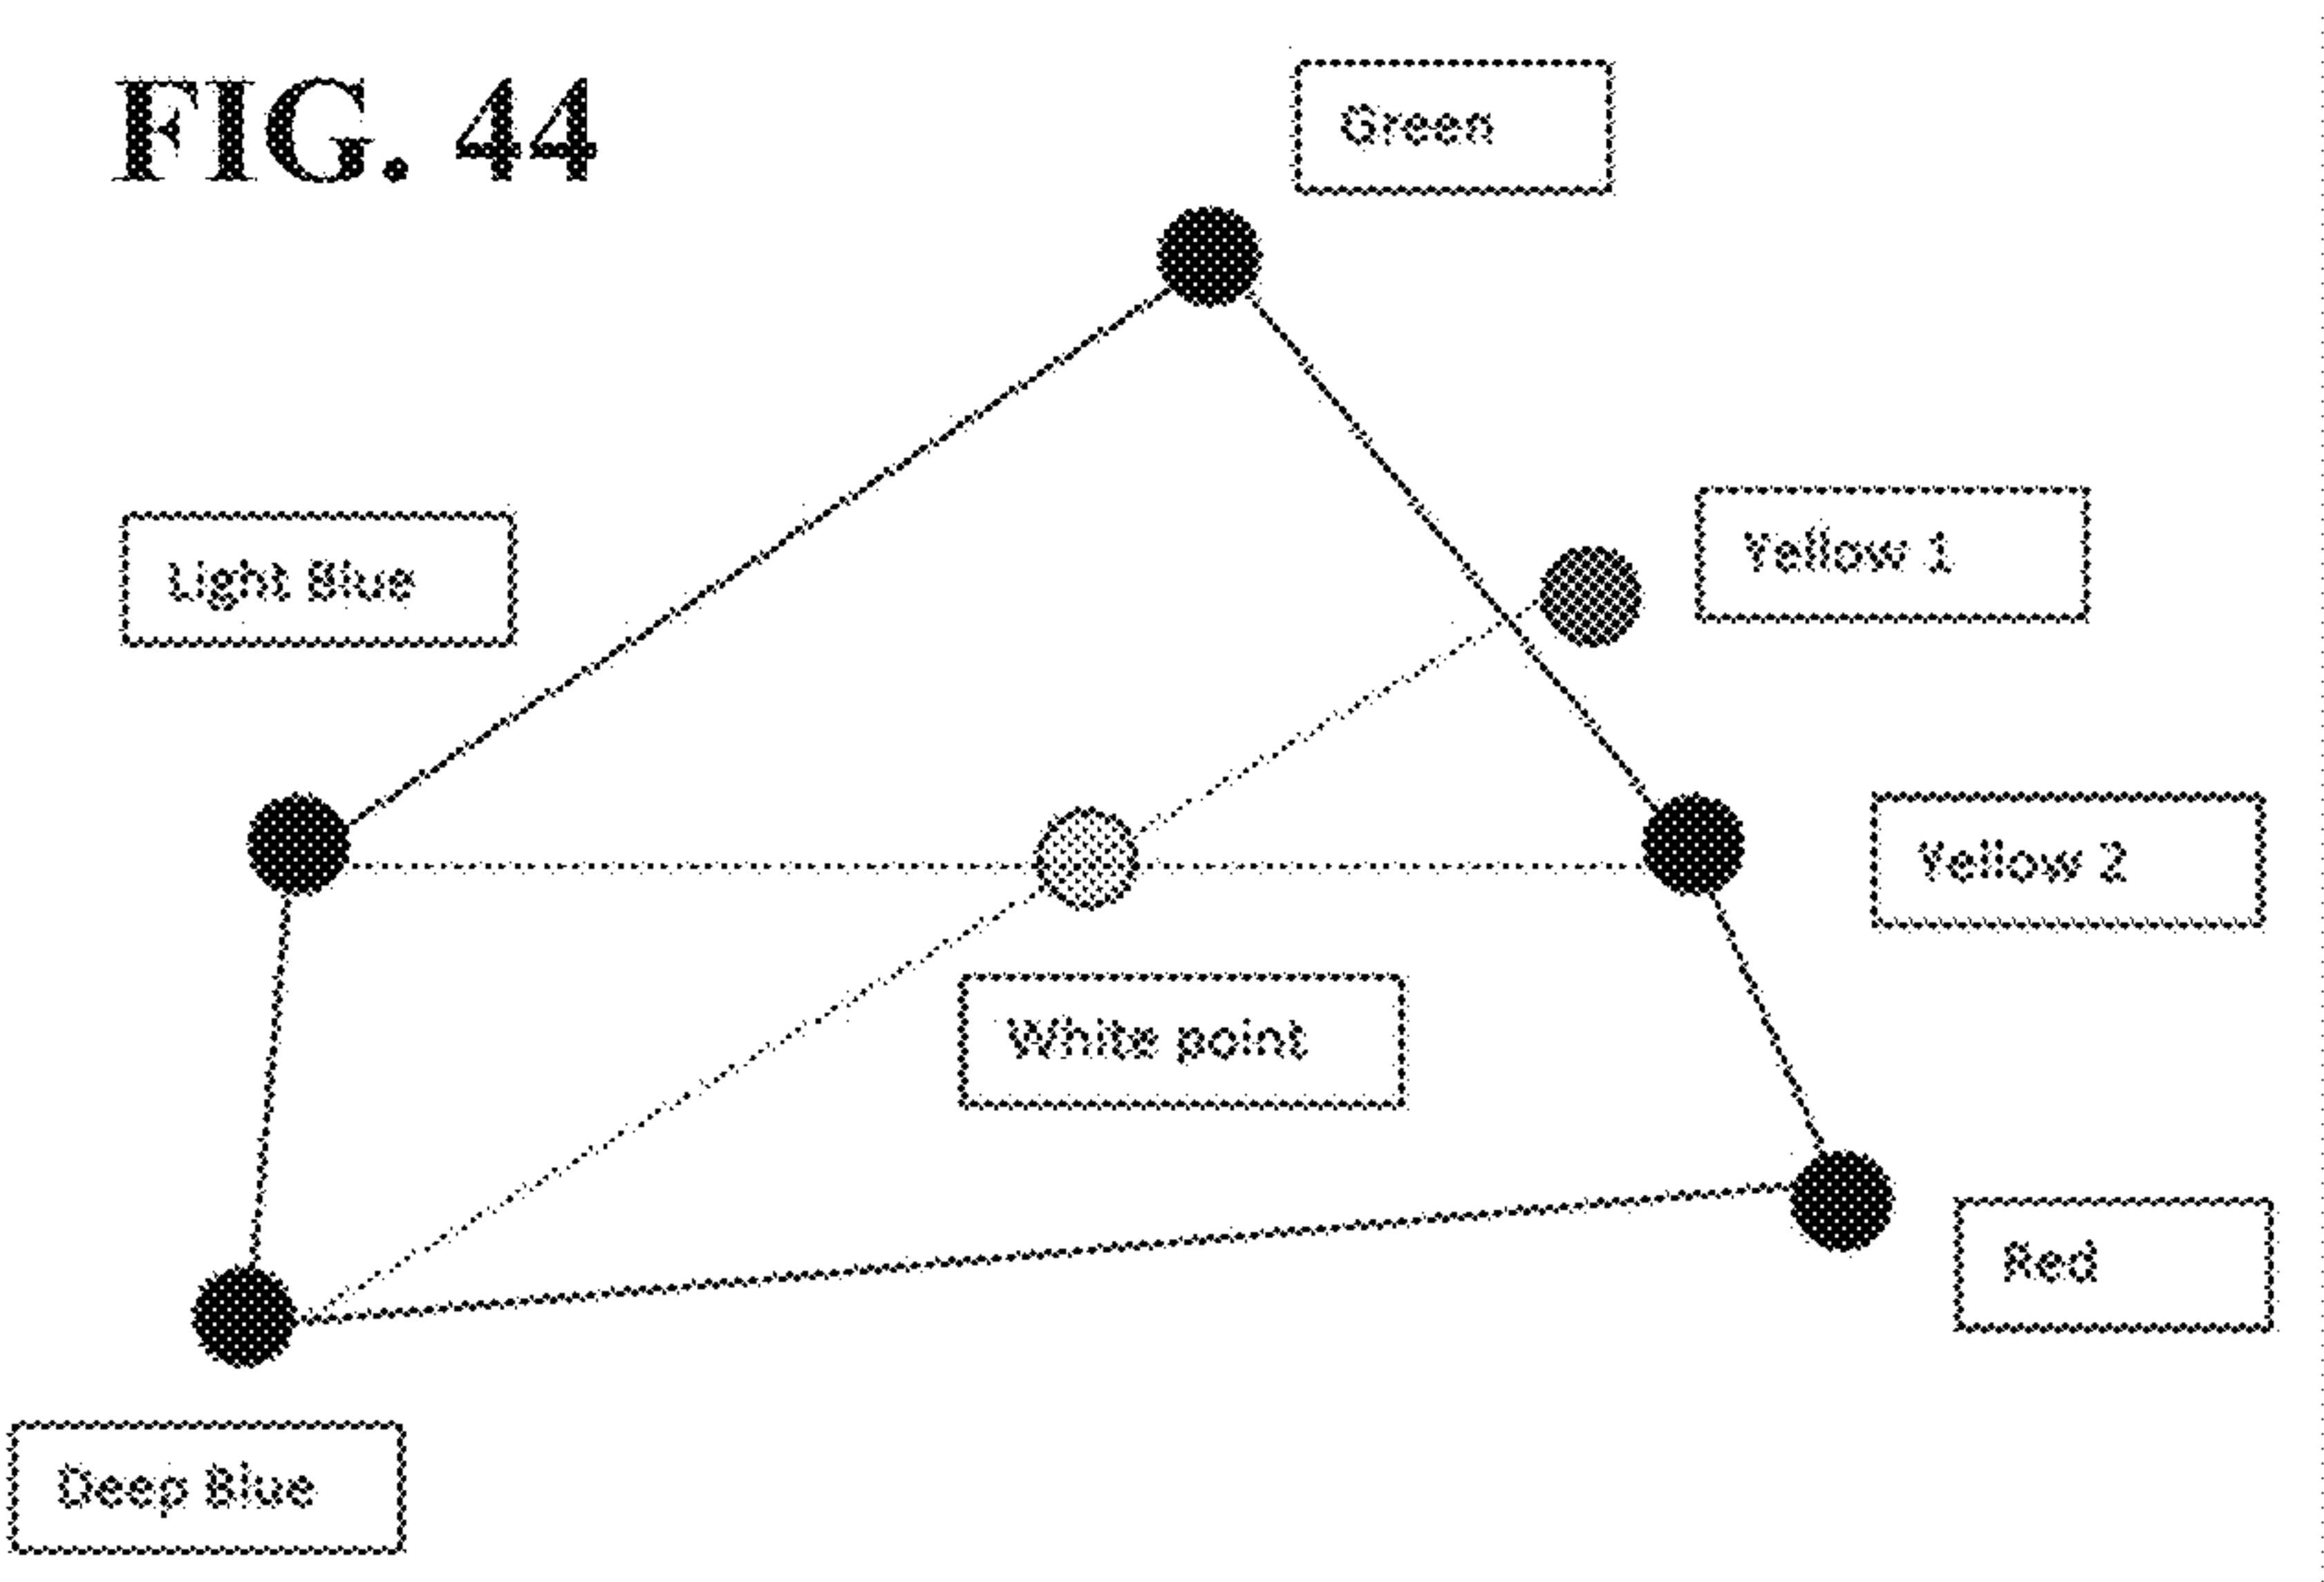 FIG. 44
Green
Yellow 1
Light Blue
Yellow 2
White point
Red
Deep Blue